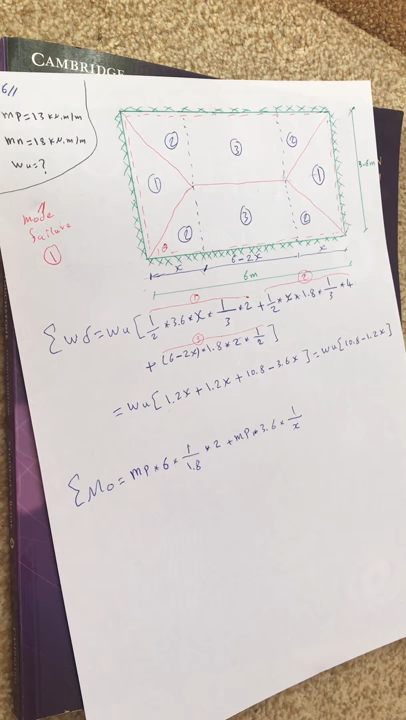 CAMBRIDGE
6//
mp=13 kN.m/m
mn=18 kN.m/m
wu=?
mode
failure
①
②
③
②
①
①
3.6m
②
③
②
θ
x
6-2x
x
6m
① ②
∑wδ=wu[1/2*3.6*x*1/3*2+1/2*x*1.8*1/3*4
③
+(6-2x)*1.8*2*1/2]
=wu[1.2x+1.2x+10.8-3.6x]=wu[10.8-1.2x]
∑Mθ=mp*6*1/1.8*2+mp*3.6*1/x